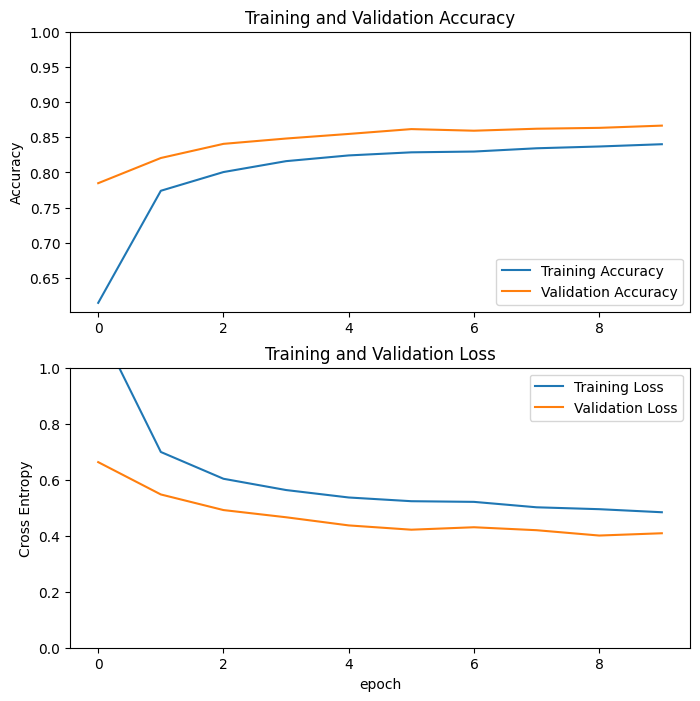 Training and Validation Accuracy
1.00
0.95
0.90
0.85
0.80
0.75
0.70
0.65
Accuracy
Training Accuracy
Validation Accuracy
0 2 4 6 8
Training and Validation Loss
1.0
0.8
0.6
0.4
0.2
0.0
Cross Entropy
Training Loss
Validation Loss
0 2 4 6 8
epoch